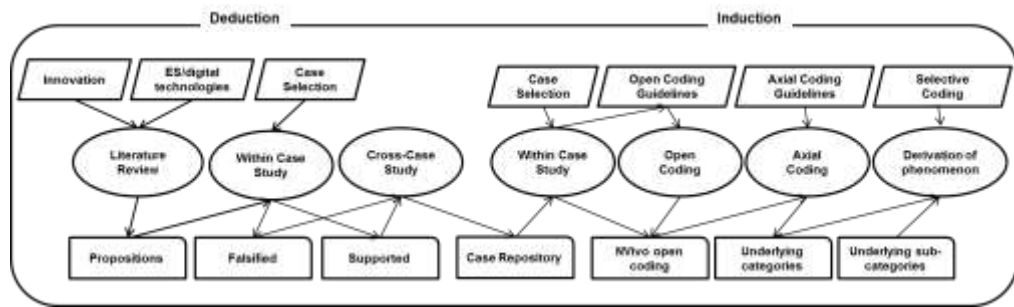 Deduction
Induction
Innovation
ES/digital
technologies
Case
Selection
Case
Selection
Open Coding
Guidelines
Axial Coding
Guidelines
Selective
Coding
Literature
Review
Within Case
Study
Cross-Case
Study
Within Case
Study
Open
Coding
Axial
Coding
Derivation of
phenomenon
Propositions
Falsified
Supported
Case Repository
NVivo open
coding
Underlying
categories
Underlying sub-
categories